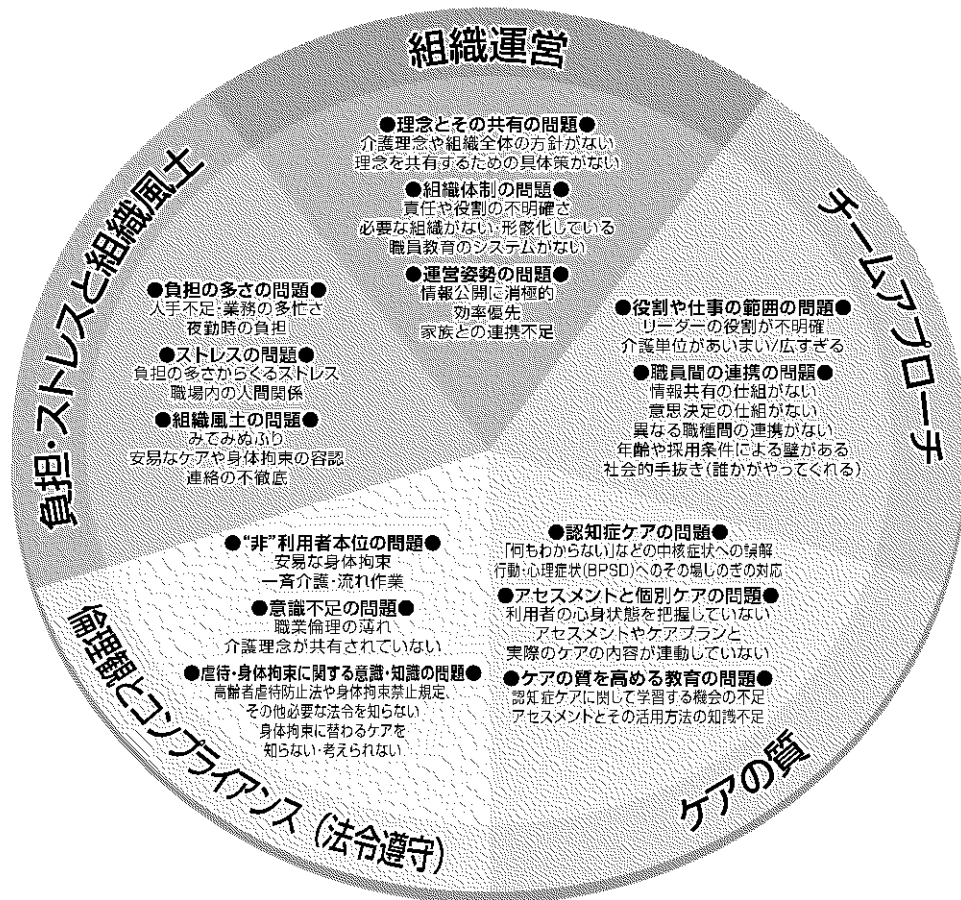 組織運営
●理念とその共有の問題●
介護理念や組織全体の方針がない
理念を共有するための具体策がない
●組織体制の問題●
責任や役割の不明確さ
必要な組織がない・形骸化している
職員教育のシステムがない
●運営姿勢の問題●
情報公開に消極的
効率優先
家族との連携不足
チームアプローチ
●役割や仕事の範囲の問題●
リーダーの役割が不明確
介護単位があいまい/広すぎる
●職員間の連携の問題●
情報共有の仕組がない
意思決定の仕組がない
異なる職種間の連携がない
年齢や採用条件による壁がある
社会的手抜き(誰かがやってくれる)
ケアの質
●認知症ケアの問題●
「何もわからない」などの中核症状への誤解
行動・心理症状(BPSD)へのその場しのぎの対応
●アセスメントと個別ケアの問題●
利用者の心身状態を把握していない
アセスメントやケアプランと
実際のケアの内容が連動していない
●ケアの質を高める教育の問題●
認知症ケアに関して学習する機会の不足
アセスメントとその活用方法の知識不足
倫理観とコンプライアンス(法令遵守)
●“非”利用者本位の問題●
安易な身体拘束
一斉介護・流れ作業
●意識不足の問題●
職業倫理の薄れ
介護理念が共有されていない
●虐待・身体拘束に関する意識・知識の問題●
高齢者虐待防止法や身体拘束禁止規定、
その他必要な法令を知らない
身体拘束に替わるケアを
知らない・考えられない
負担・ストレスと組織風土
●負担の多さの問題●
人手不足・業務の多忙さ
夜勤時の負担
●ストレスの問題●
負担の多さからくるストレス
職場内の人間関係
●組織風土の問題●
みてみぬふり
安易なケアや身体拘束の容認
連絡の不徹底